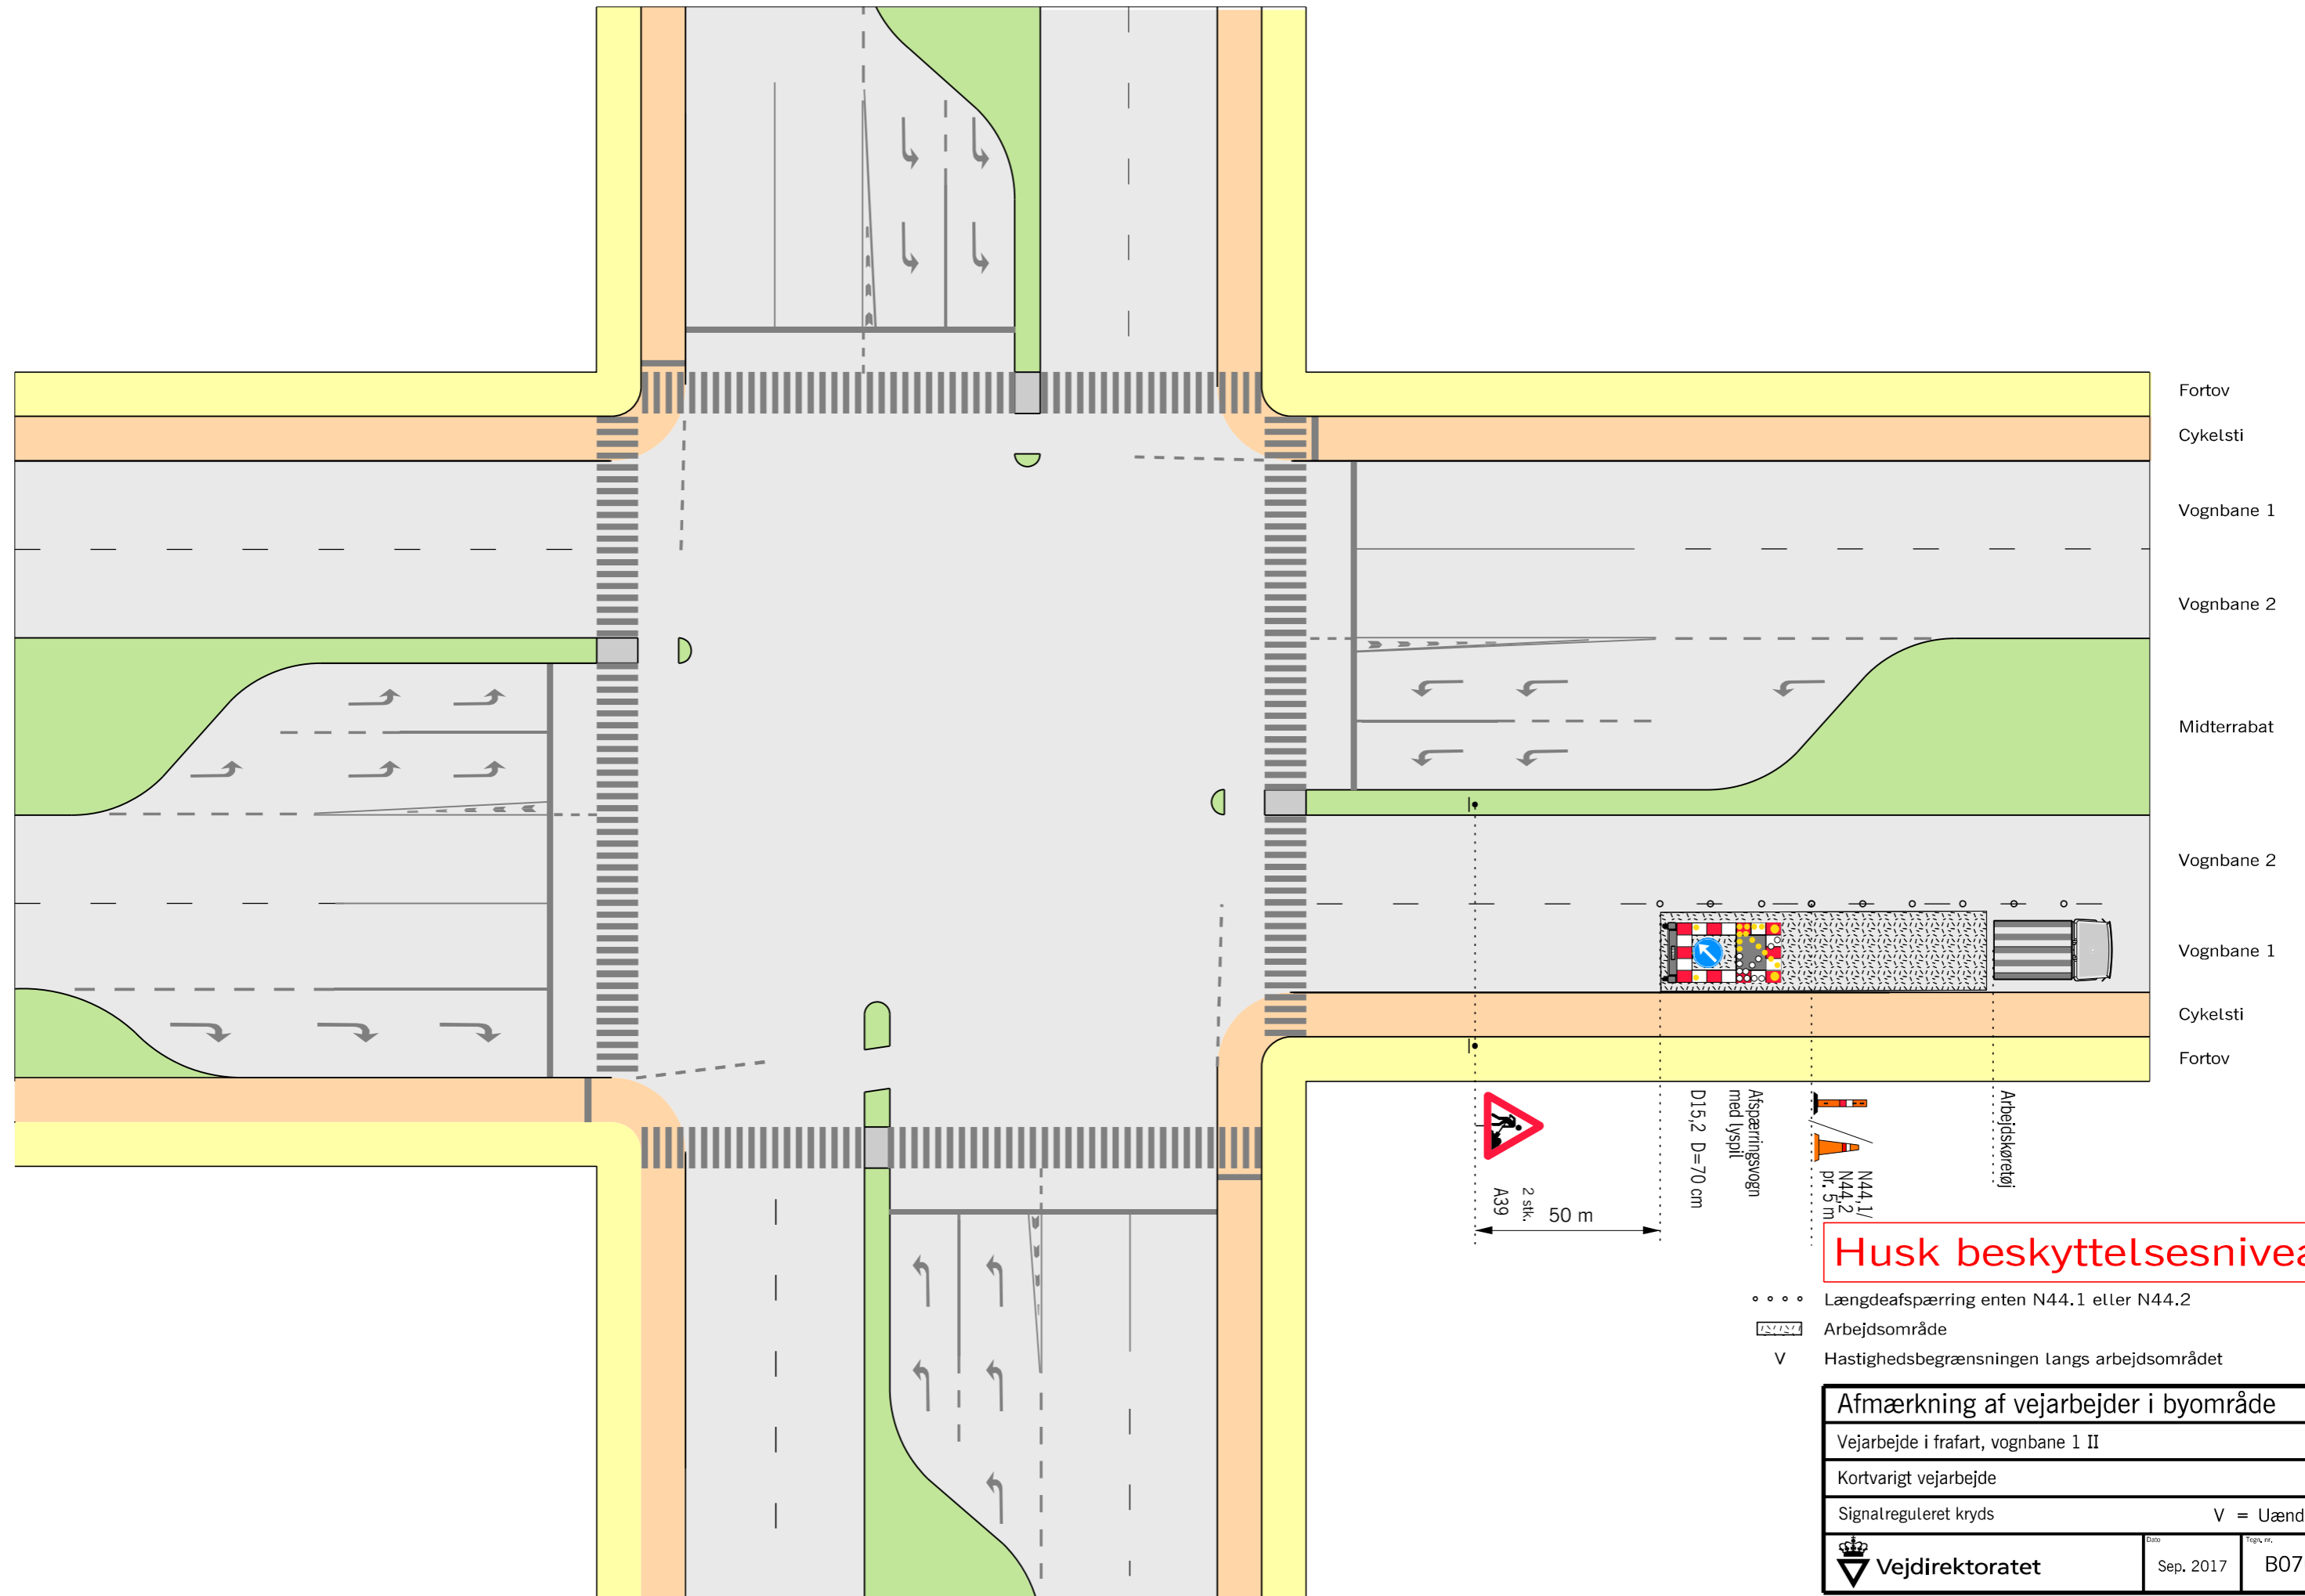 Fortov
Cykelsti
Vognbane 1
Vognbane 2
Midterrabat
Vognbane 2
Vognbane 1
Cykelsti
Fortov
A39
2 stk.
50 m
D15,2 D=70 cm
Afspærringsvogn
med lyspil
N44,1/
N44,2
pr. 5 m
Arbejdskøretøj
Husk beskyttelsesnivea
Længdeafspærring enten N44.1 eller N44.2
Arbejdsområde
V Hastighedsbegrænsningen langs arbejdsområdet
Afmærkning af vejarbejder i byområde
Vejarbejde i frafart, vognbane 1 II
Kortvarigt vejarbejde
Signalreguleret kryds V = Uænd
Vejdirektoratet
Dato
Sep. 2017
Tegn. nr.
B07